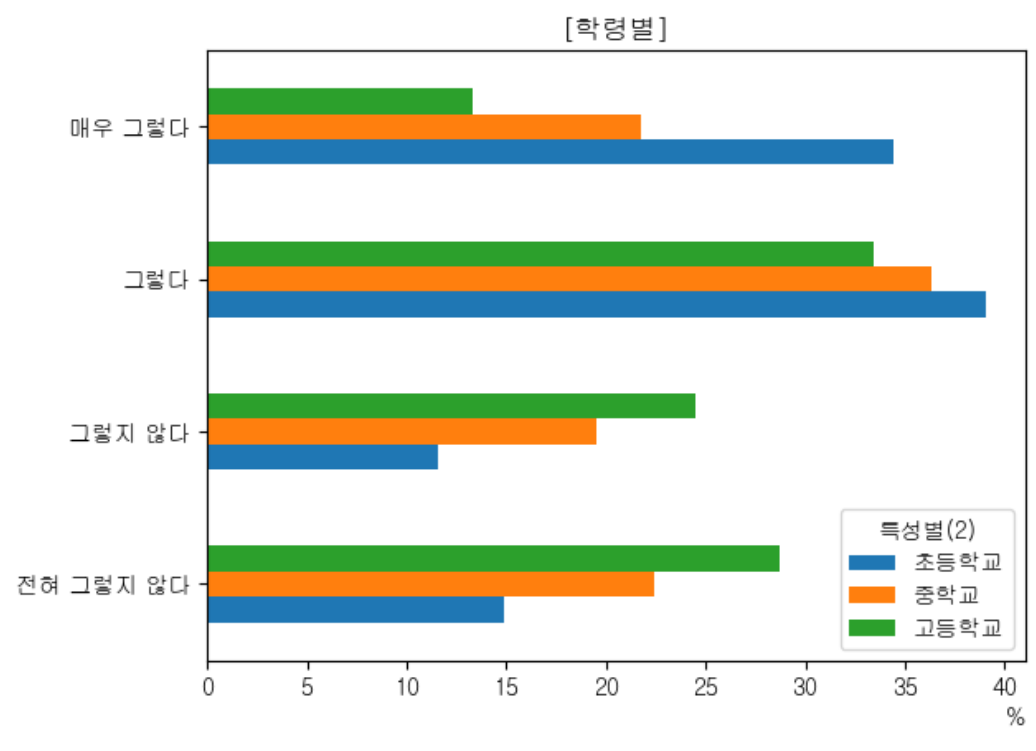 [학령별]
매우 그렇다
그렇다
그렇지 않다
전혀 그렇지 않다
특성별(2)
초등학교
중학교
고등학교
0 5 10 15 20 25 30 35 40
%